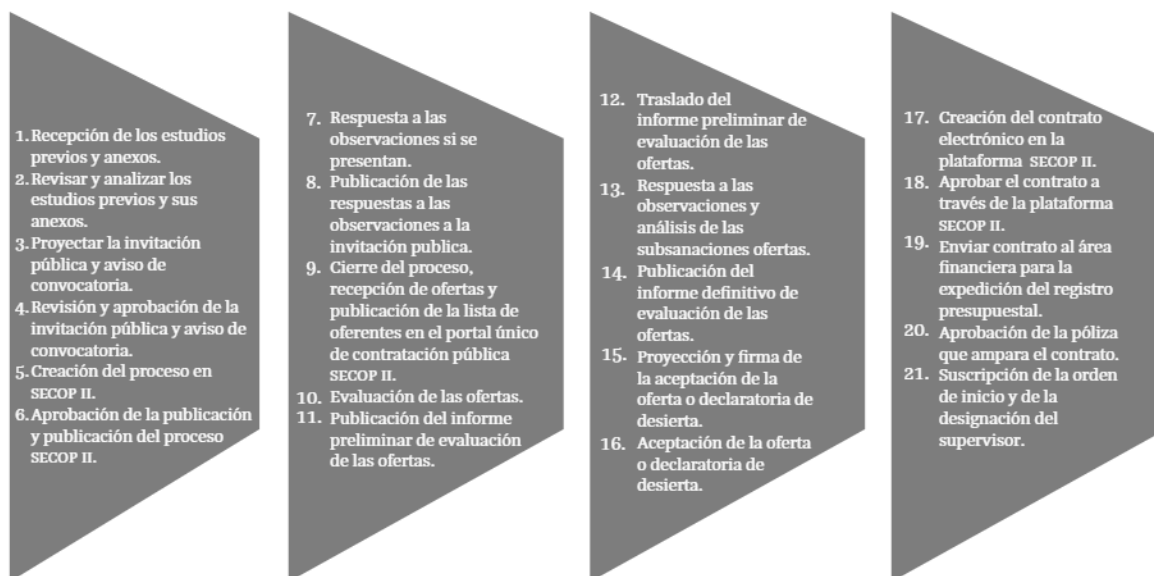 1. Recepción de los estudios
previos y anexos.
2. Revisar y analizar los
estudios previos y sus
anexos.
3. Proyectar la invitación
pública y aviso de
convocatoria.
4. Revisión y aprobación de la
invitación pública y aviso de
convocatoria.
5. Creación del proceso en
SECOP II.
6. Aprobación de la publicación
y publicación del proceso
SECOP II.
7. Respuesta a las
observaciones si se
presentan.
8. Publicación de las
respuestas a las
observaciones a la
invitación publica.
9. Cierre del proceso,
recepción de ofertas y
publicación de la lista de
oferentes en el portal único
de contratación pública
SECOP II.
10. Evaluación de las ofertas.
11. Publicación del informe
preliminar de evaluación
de las ofertas.
12. Traslado del
informe preliminar de
evaluación de las
ofertas.
13. Respuesta a las
observaciones y
análisis de las
subsanaciones ofertas.
14. Publicación del
informe definitivo de
evaluación de las
ofertas.
15. Proyección y firma de
la aceptación de la
oferta o declaratoria de
desierta.
16. Aceptación de la oferta
o declaratoria de
desierta.
17. Creación del contrato
electrónico en la
plataforma SECOP II.
18. Aprobar el contrato a
través de la plataforma
SECOP II.
19. Enviar contrato al área
financiera para la
expedición del registro
presupuestal.
20. Aprobación de la póliza
que ampara el contrato.
21. Suscripción de la orden
de inicio y de la
designación del
supervisor.